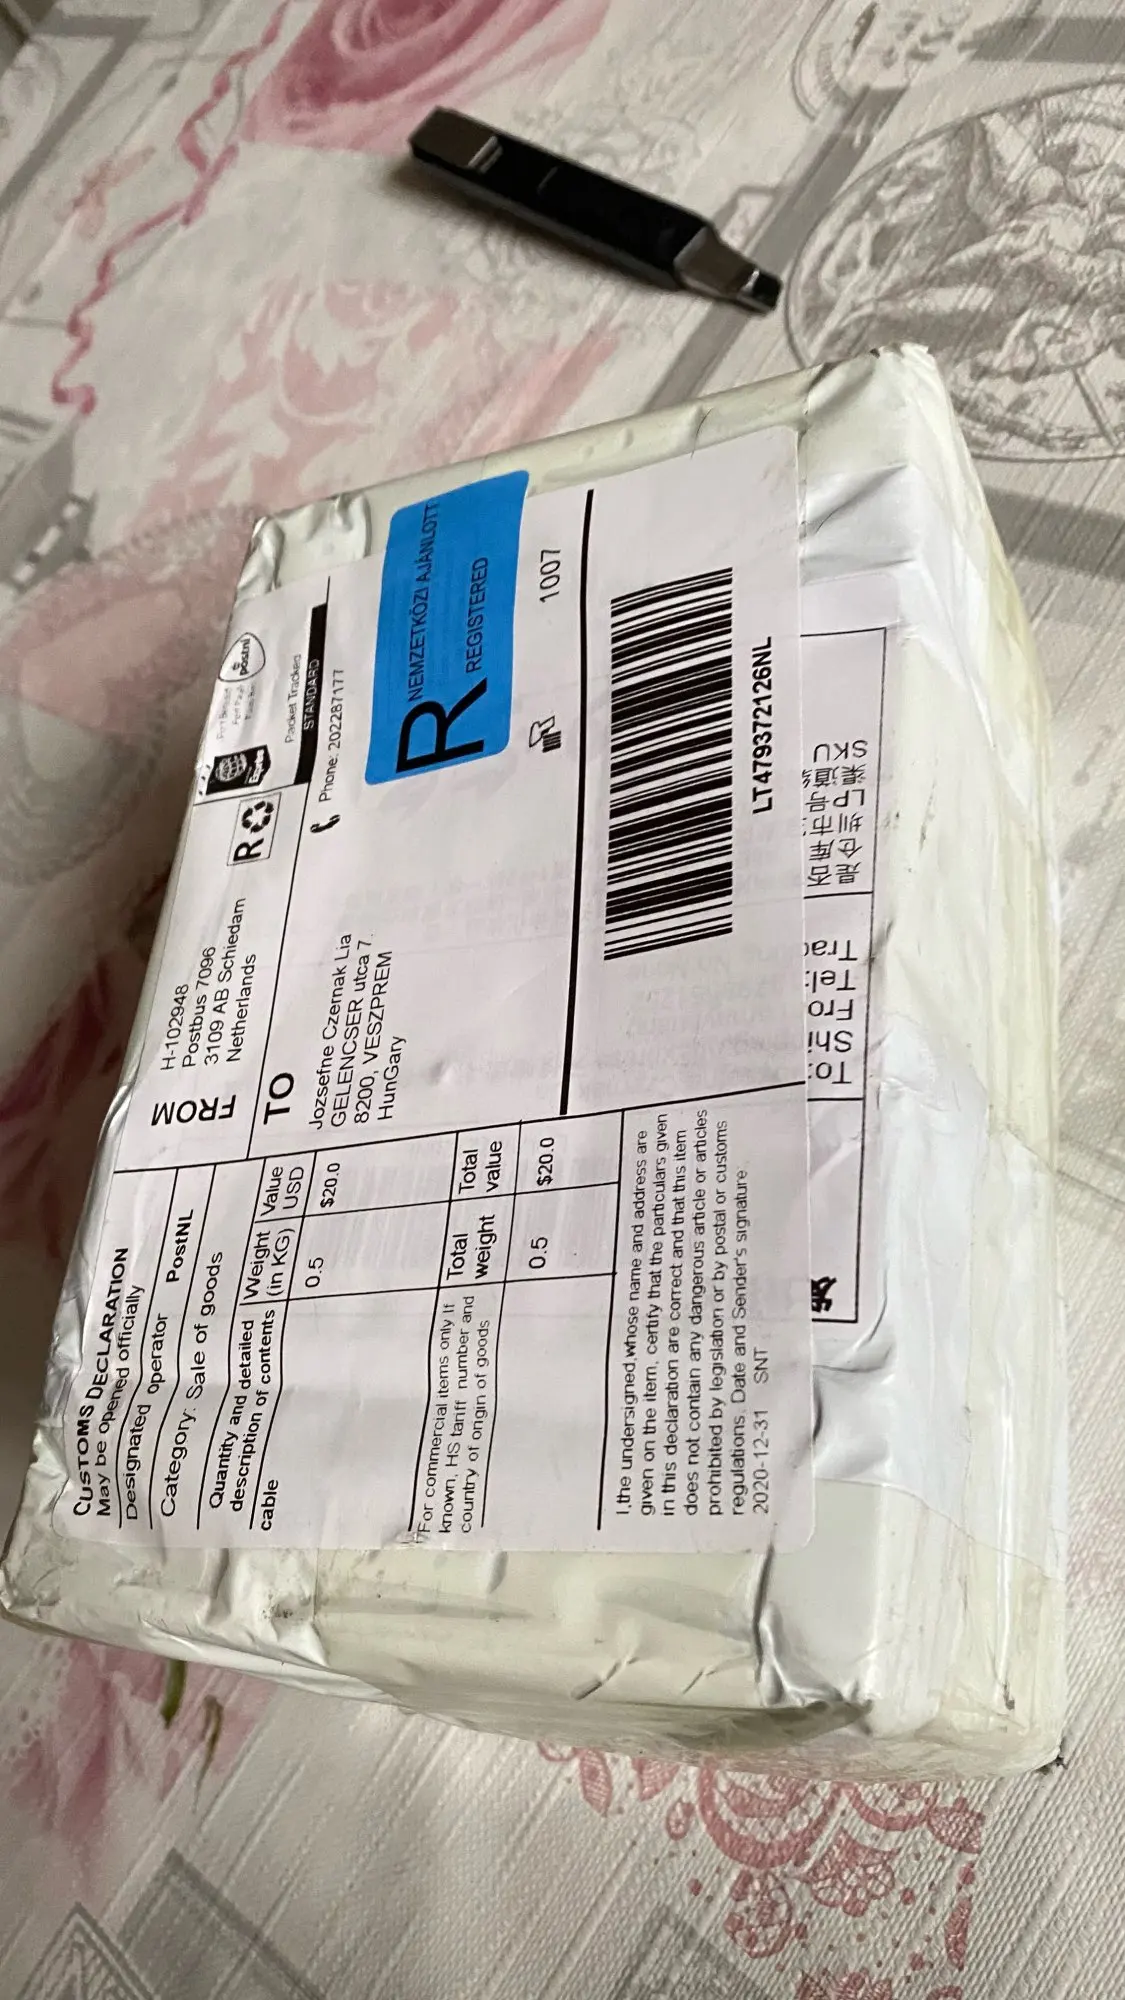 CUSTOMS DECLARATION
May be opened officially
Designated operator PostNL
Category: Sale of goods
Quantity and detailed description of contents
Weight (in KG)
Value USD
cable
0.5
$20.0
For commercial items only If known, HS tariff number and country of origin of goods
Total weight
Total value
0.5
$20.0
I,the undersigned,whose name and address are
given on the item, certify that the particulars given
in this declaration are correct and that this item
does not contain any dangerous article or articles
prohibited by legislation or by postal or customs
regulations. Date and Sender's signature
2020-12-31 SNT
FROM
H-102948
Postbus 7096
3109 AB Schiedam
Netherlands
R
postnl
Packet Tracked
STANDARD
TO
Phone: 202287177
Jozsefne Czernak Lia
GELENCSER utca 7.
8200, VESZPREM
HunGary
R NEMZETKÖZI AJÁNLOTT
REGISTERED
1007
LT479372126NL
To:
Shi
Fro
Tel:
Trac
SKU